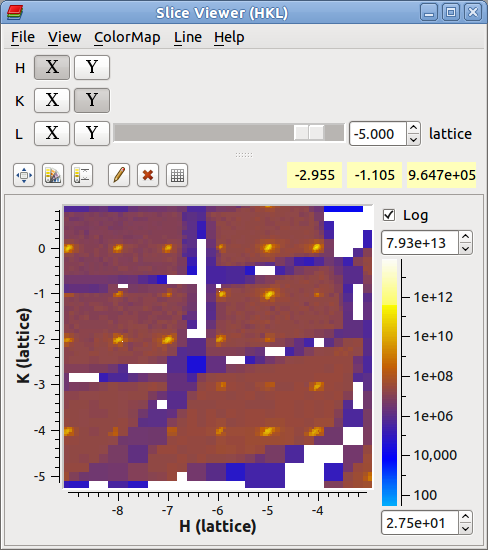 Slice Viewer (HKL)
File View ColorMap Line Help
H X Y
K X Y
L X Y -5.000 lattice
-2.955 -1.105 9.647e+05
Log
7.93e+13
1e+12
1e+10
1e+08
1e+06
10,000
100
2.75e+01
K (lattice)
0
-1
-2
-3
-4
-5
-8 -7 -6 -5 -4
H (lattice)